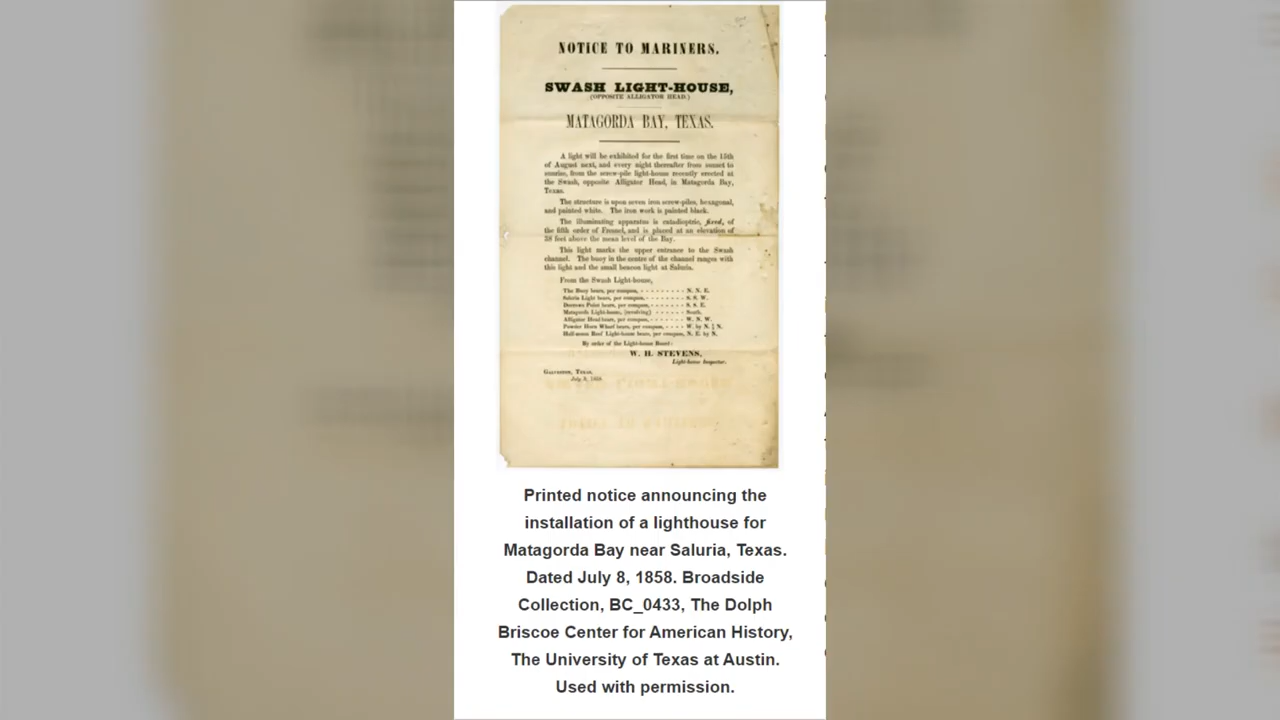 NOTICE TO MARINERS.
SWASH LIGHT-HOUSE,
(OPPOSITE ALLIGATOR HEAD.)
MATAGORDA BAY, TEXAS.
A light will be exhibited for the first time on the 15th
of August next, and every night thereafter from sunset to
sunrise, from the screw-pile light-house recently erected at
the Swash, opposite Alligator Head, in Matagorda Bay,
Texas.
The structure is upon seven iron screw-piles, hexagonal,
and painted white. The iron work is painted black.
The illuminating apparatus is catadioptric, fixed, of
the fifth order of Fresnel, and is placed at an elevation of
38 feet above the mean level of the Bay.
This light marks the upper entrance to the Swash
channel. The buoy in the centre of the channel ranges with
this light and the small beacon light at Saluria.
From the Swash Light-house,
The Buoy bears, per compass, - - - - - - - - - N. N. E.
Saluria Light bears, per compass, - - - - - - - S. S. W.
Decrows Point bears, per compass, - - - - - - - S. S. E.
Matagorda Light-house, (revolving) - - - - - - South.
Alligator Head bears, per compass, - - - - - - W. N. W.
Powder Horn Wharf bears, per compass, - - - - W. by N. N.
Half-moon Reef Light-house bears, per compass, N. E. by N.
By order of the Light-house Board:
W. H. STEVENS,
Light-house Inspector.
GALVESTON, TEXAS,
July 8, 1858.
Printed notice announcing the
installation of a lighthouse for
Matagorda Bay near Saluria, Texas.
Dated July 8, 1858. Broadside
Collection, BC_0433, The Dolph
Briscoe Center for American History,
The University of Texas at Austin.
Used with permission.